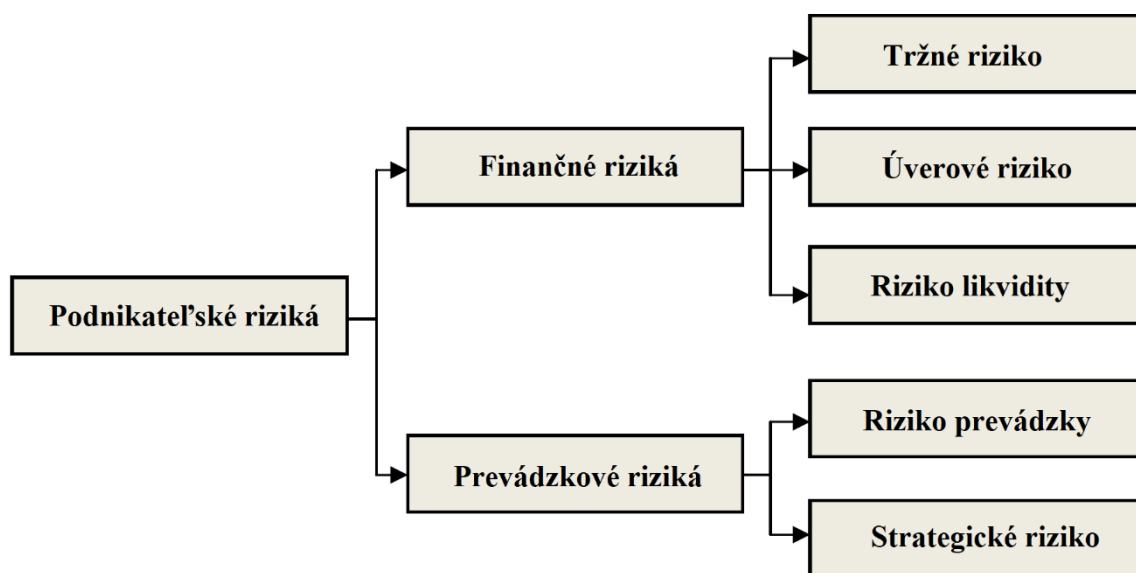 Podnikateľské riziká
Finančné riziká
Tržné riziko
Úverové riziko
Riziko likvidity
Prevádzkové riziká
Riziko prevádzky
Strategické riziko